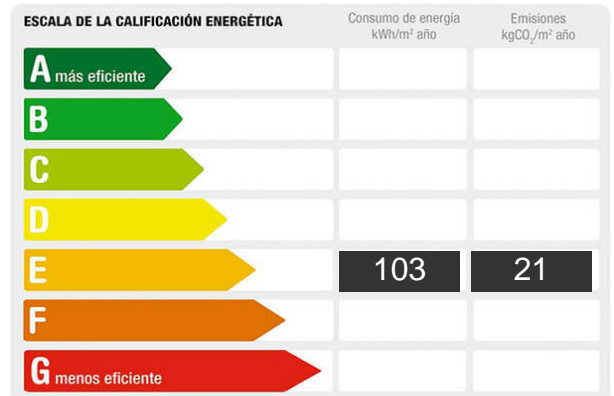 ESCALA DE LA CALIFICACIÓN ENERGÉTICA
Consumo de energía
kWh/m² año
Emisiones
kgCO₂/m² año
A más eficiente
B
C
D
E 103 21
F
G menos eficiente